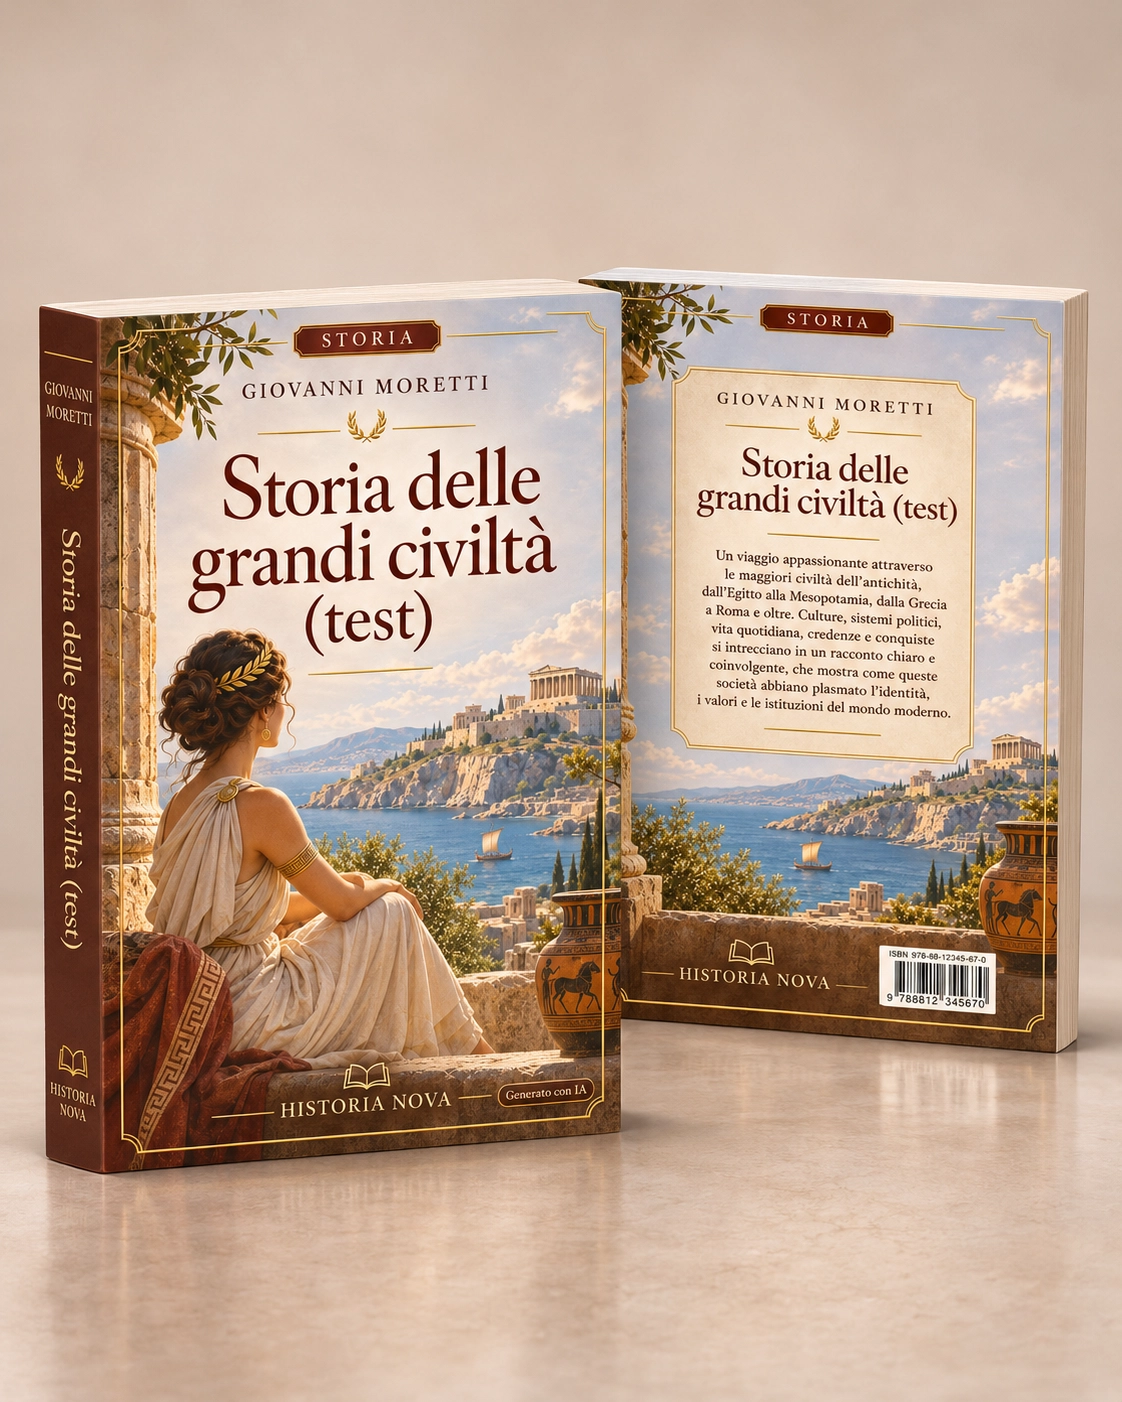 GIOVANNI
MORETTI
Storia delle grandi civiltà (test)
HISTORIA
NOVA
STORIA
GIOVANNI MORETTI
Storia delle
grandi civiltà
(test)
HISTORIA NOVA
Generato con IA
STORIA
GIOVANNI MORETTI
Storia delle
grandi civiltà (test)
Un viaggio appassionante attraverso
le maggiori civiltà dell'antichità,
dall'Egitto alla Mesopotamia, dalla Grecia
a Roma e oltre. Culture, sistemi politici,
vita quotidiana, credenze e conquiste
si intrecciano in un racconto chiaro e
coinvolgente, che mostra come queste
società abbiano plasmato l'identità,
i valori e le istituzioni del mondo moderno.
HISTORIA NOVA
ISBN 978-88-12345-67-0
9 788812 345670